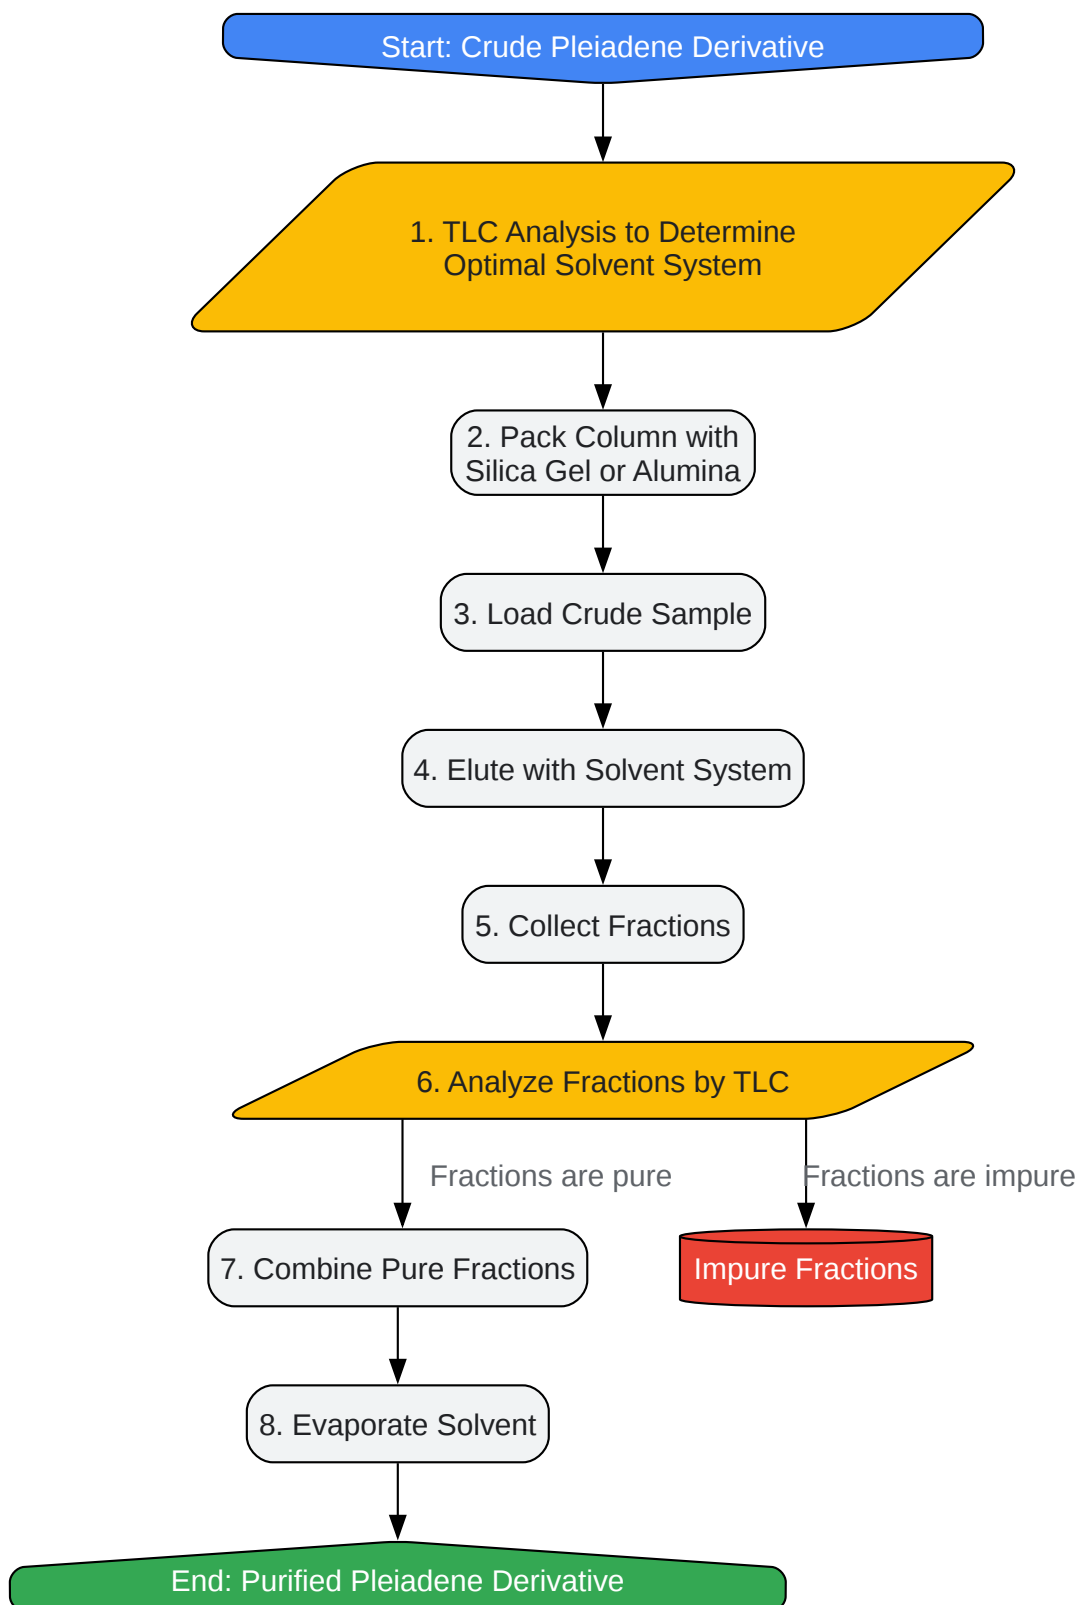 Start: Crude Pleiadene Derivative
1. TLC Analysis to Determine
Optimal Solvent System
2. Pack Column with
Silica Gel or Alumina
3. Load Crude Sample
4. Elute with Solvent System
5. Collect Fractions
6. Analyze Fractions by TLC
Fractions are pure
Fractions are impure
7. Combine Pure Fractions
Impure Fractions
8. Evaporate Solvent
End: Purified Pleiadene Derivative